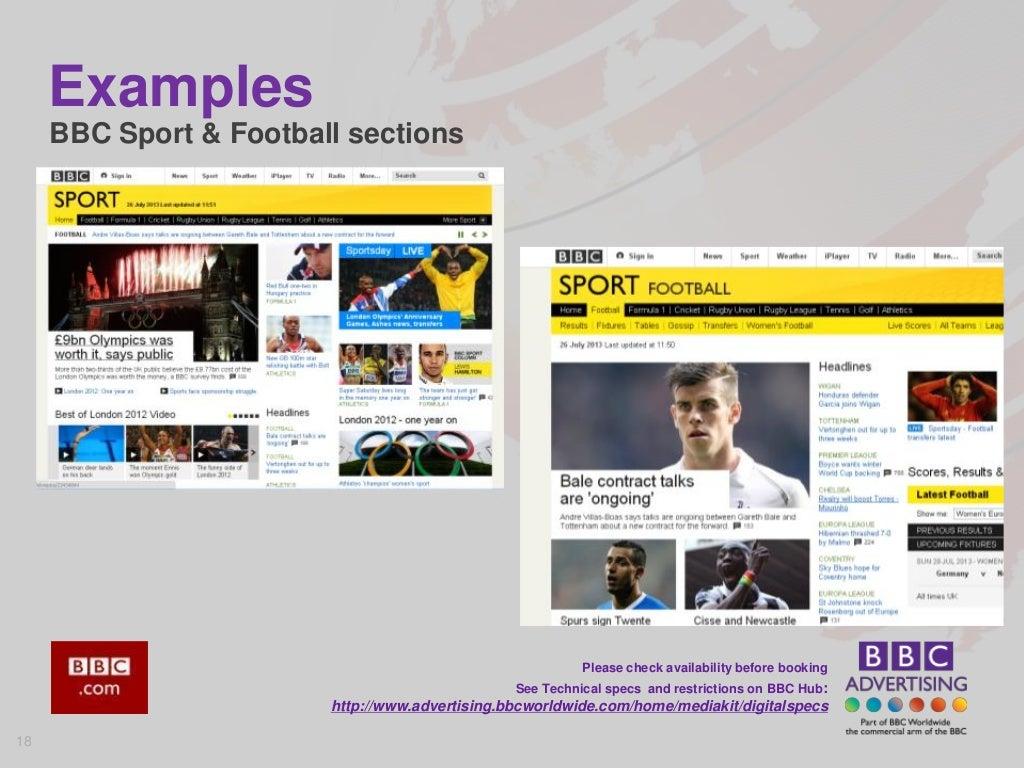 Examples
BBC Sport & Football sections
BBC Sign in News Sport Weather iPlayer TV Radio More... Search
SPORT 26 July 2013 Last updated at 11:51
Home Football | Formula 1 | Cricket | Rugby Union | Rugby League | Tennis | Golf | Athletics More Sport
FOOTBALL Andre Villas-Boas says talks are ongoing between Gareth Bale and Tottenham about a new contract for the forward
£9bn Olympics was
worth it, says public
More than two-thirds of the UK public believe the £8.77bn cost of the
London Olympics was worth the money, a BBC survey finds
London 2012: One year on
Sports face sponsorship struggle
Best of London 2012 Video
German diver lands
on his back
The moment Ennis
won Olympic gold
The funny side of
London 2012
Red Bull one-two in
Hungary practice
FORMULA 1
New GB 100m star
relishing battle with Bolt
ATHLETICS
Headlines
FOOTBALL
Bale contract talks are
'ongoing'
FOOTBALL
Vertonghen out for up to
three weeks
ATHLETICS
Sportsday LIVE
London Olympics' Anniversary
Games, Ashes news, transfers
Super Saturday lives long
in the memory one year on
ATHLETICS
BBC SPORT
COLUMN
LEWIS
HAMILTON
The team has just got
stronger and stronger'
FORMULA 1
London 2012 - one year on
Athletics 'champion' women's sport
BBC Sign in News Sport Weather iPlayer TV Radio More... Search
SPORT FOOTBALL
Home Football Formula 1 | Cricket | Rugby Union | Rugby League | Tennis | Golf | Athletics
Results | Fixtures | Tables | Gossip | Transfers | Women's Football Live Scores | All Teams | Leag
26 July 2013 Last updated at 11:50
Bale contract talks
are 'ongoing'
Andre Villas-Boas says talks are ongoing between Gareth Bale and
Tottenham about a new contract for the forward. 183
Spurs sign Twente
Cisse and Newcastle
Headlines
WIGAN
Honduras defender
Garcia joins Wigan
TOTTENHAM
Vertonghen out for up to
three weeks
PREMIER LEAGUE
Boyce wants winter
World Cup backing 768
CHELSEA
Rivalry will boost Torres -
Mourinho
EUROPA LEAGUE
Hibernian thrashed 7-0
by Malmo 224
COVENTRY
Sky Blues hope for
Coventry home
EUROPA LEAGUE
St Johnstone knock
Rosenborg out of Europe
131
LIVE Sportsday - Football
transfers latest
Scores, Results &
Latest Football
Show me: Women's Euro
PREVIOUS RESULTS
UPCOMING FIXTURES
SUN 28 JUL 2013 - WOMEN
Germany v N
All times UK
BBC
.com
Please check availability before booking
See Technical specs and restrictions on BBC Hub:
http://www.advertising.bbcworldwide.com/home/mediakit/digitalspecs
BBC
ADVERTISING
Part of BBC Worldwide
the commercial arm of the BBC
18